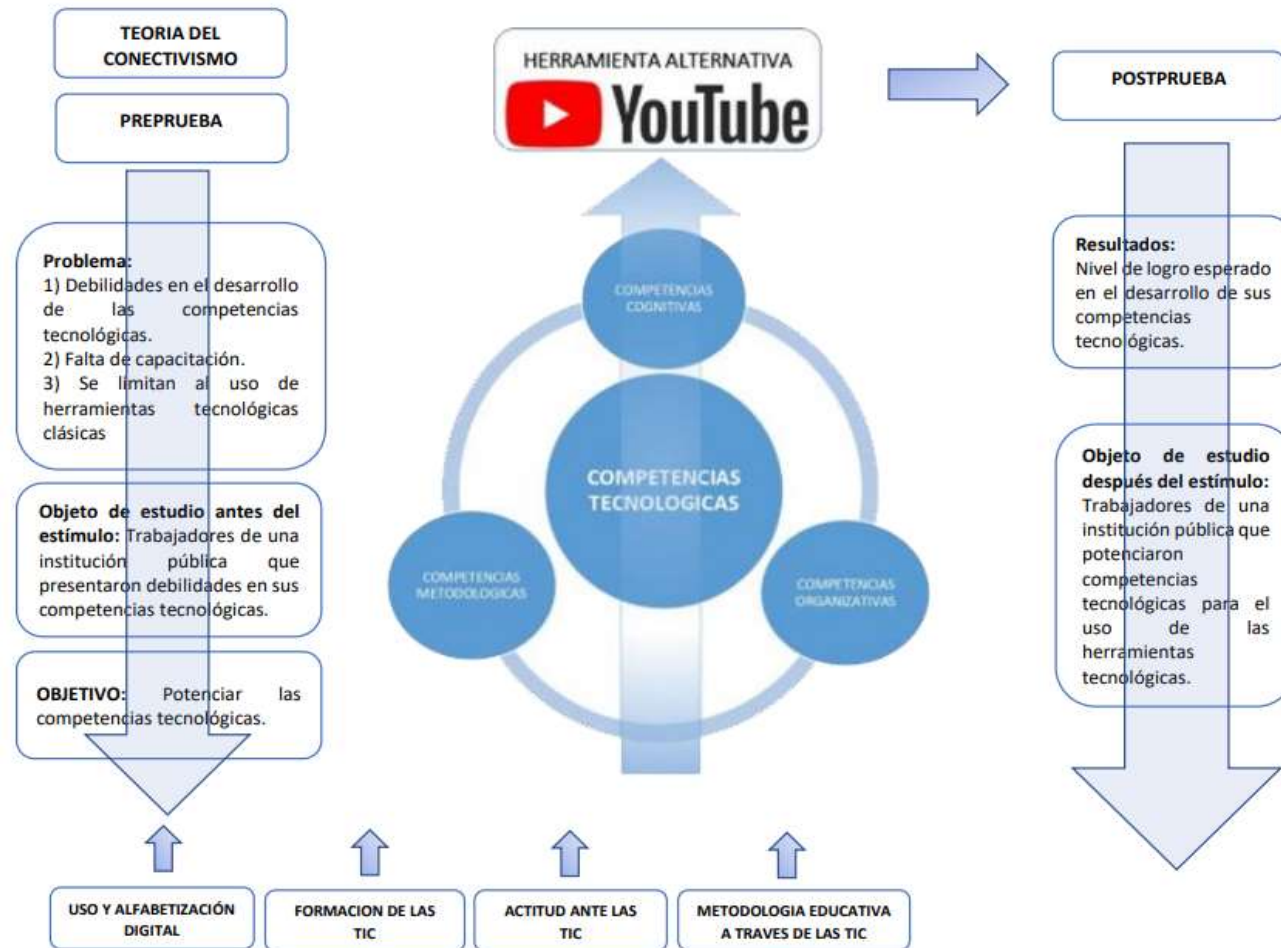 TEORIA DEL
CONECTIVISMO
PREPRUEBA
Problema:
1) Debilidades en el desarrollo
de las competencias
tecnológicas.
2) Falta de capacitación.
3) Se limitan al uso de
herramientas tecnológicas
clásicas
Objeto de estudio antes del
estímulo: Trabajadores de una
institución pública que
presentaron debilidades en sus
competencias tecnológicas.
OBJETIVO: Potenciar las
competencias tecnológicas.
HERRAMIENTA ALTERNATIVA
YouTube
COMPETENCIAS
COGNITIVAS
COMPETENCIAS
TECNOLOGICAS
COMPETENCIAS
METODOLOGICAS
COMPETENCIAS
ORGANIZATIVAS
POSTPRUEBA
Resultados:
Nivel de logro esperado
en el desarrollo de sus
competencias
tecnológicas.
Objeto de estudio
después del estímulo:
Trabajadores de una
institución pública que
potenciaron
competencias
tecnológicas para el
uso de las
herramientas
tecnológicas.
USO Y ALFABETIZACIÓN
DIGITAL
FORMACION DE LAS
TIC
ACTITUD ANTE LAS
TIC
METODOLOGIA EDUCATIVA
A TRAVES DE LAS TIC